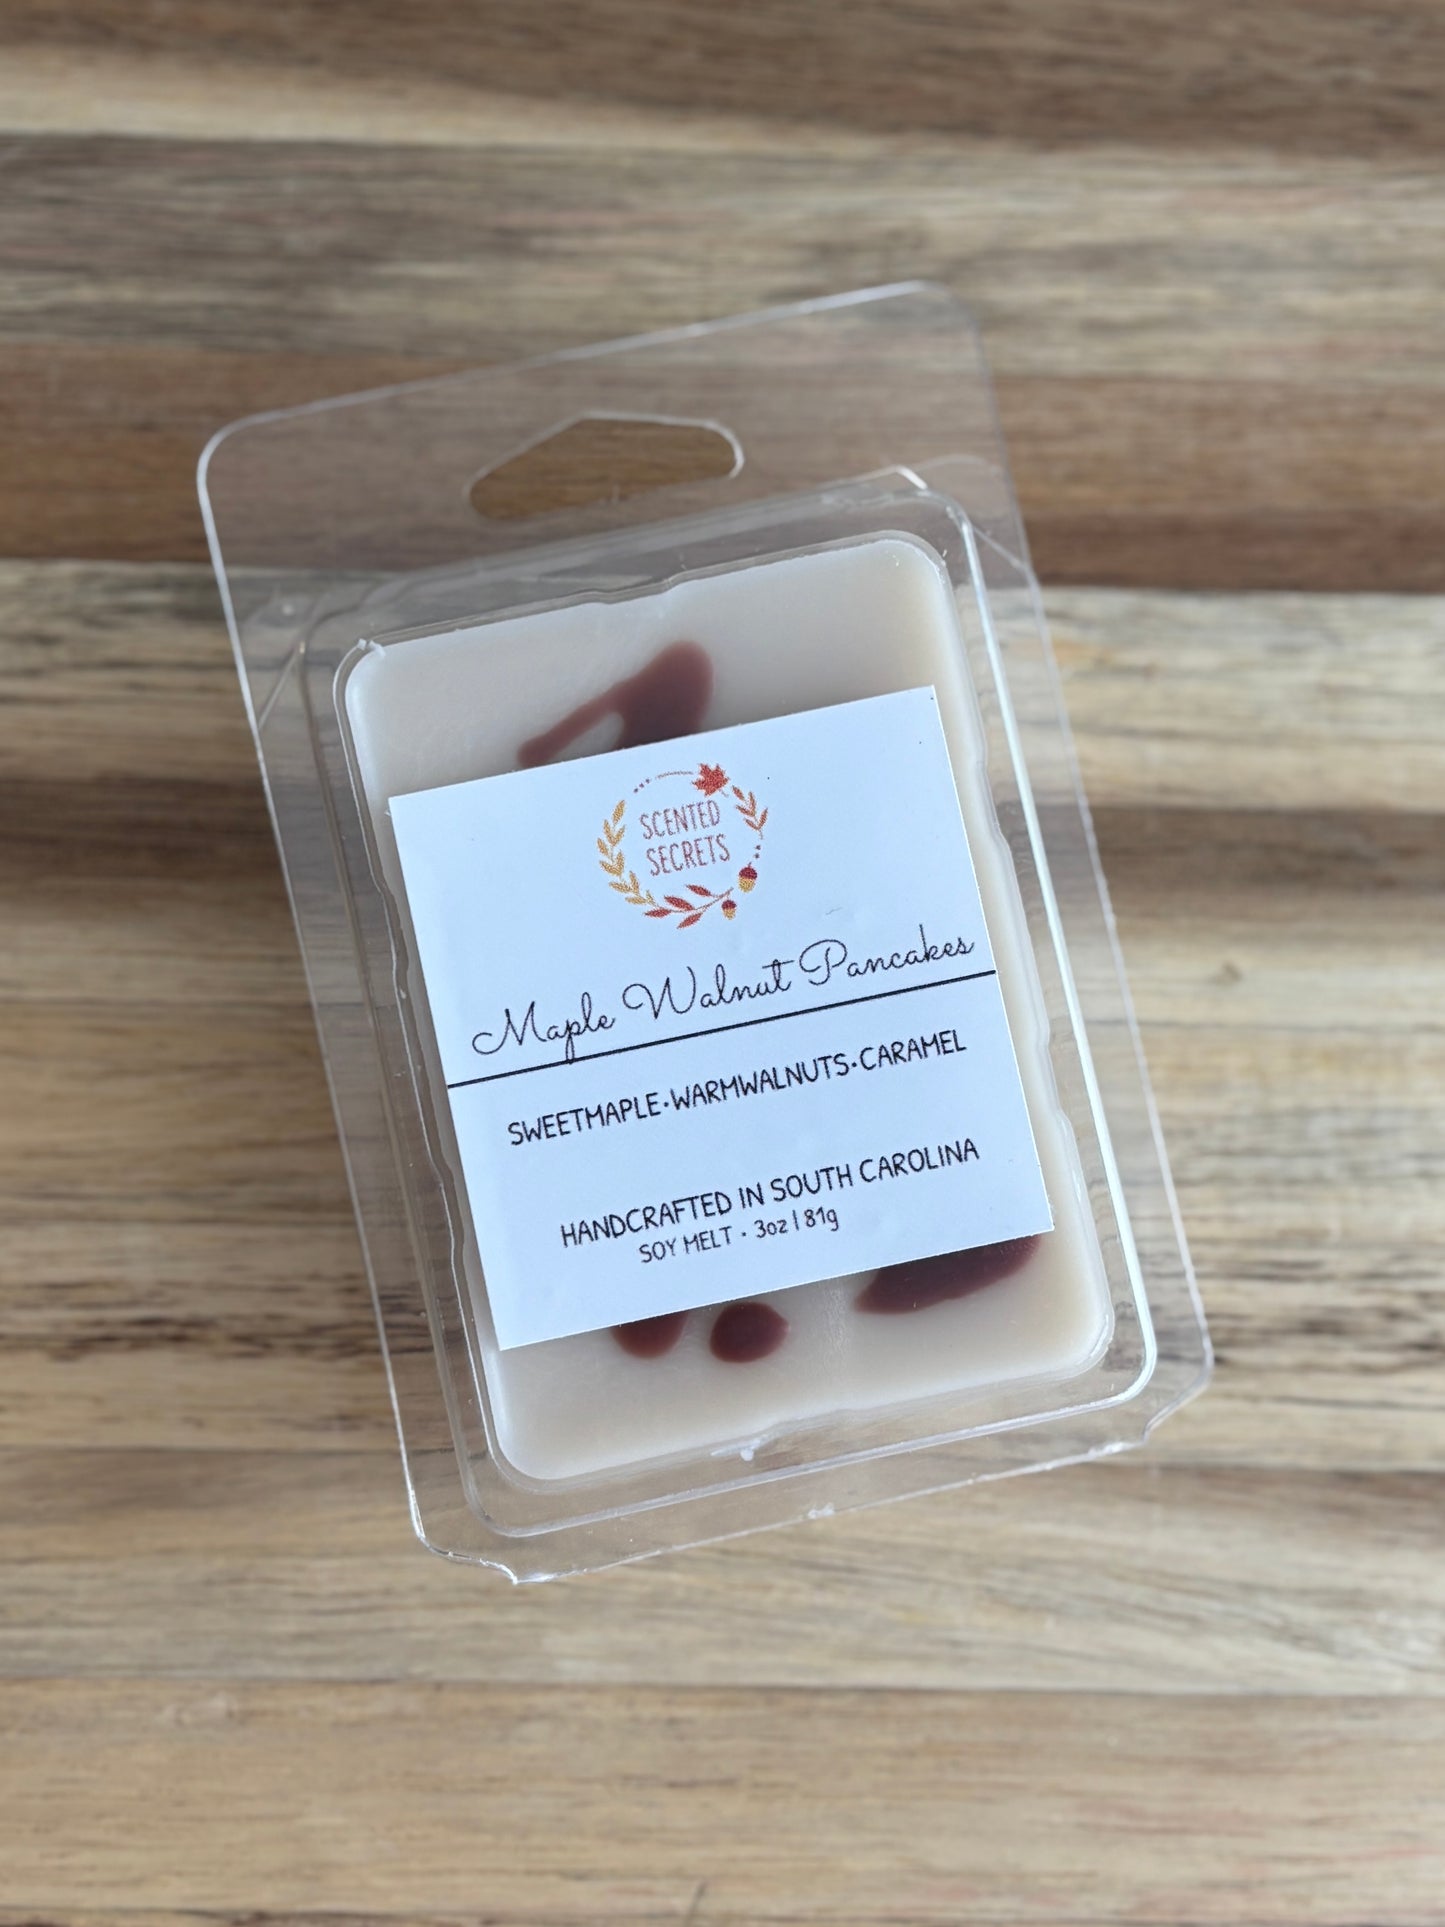 SCENTED
SECRETS
Maple Walnut Pancakes
SWEETMAPLE•WARMWALNUTS•CARAMEL
HANDCRAFTED IN SOUTH CAROLINA
SOY MELT • 3oz | 81g